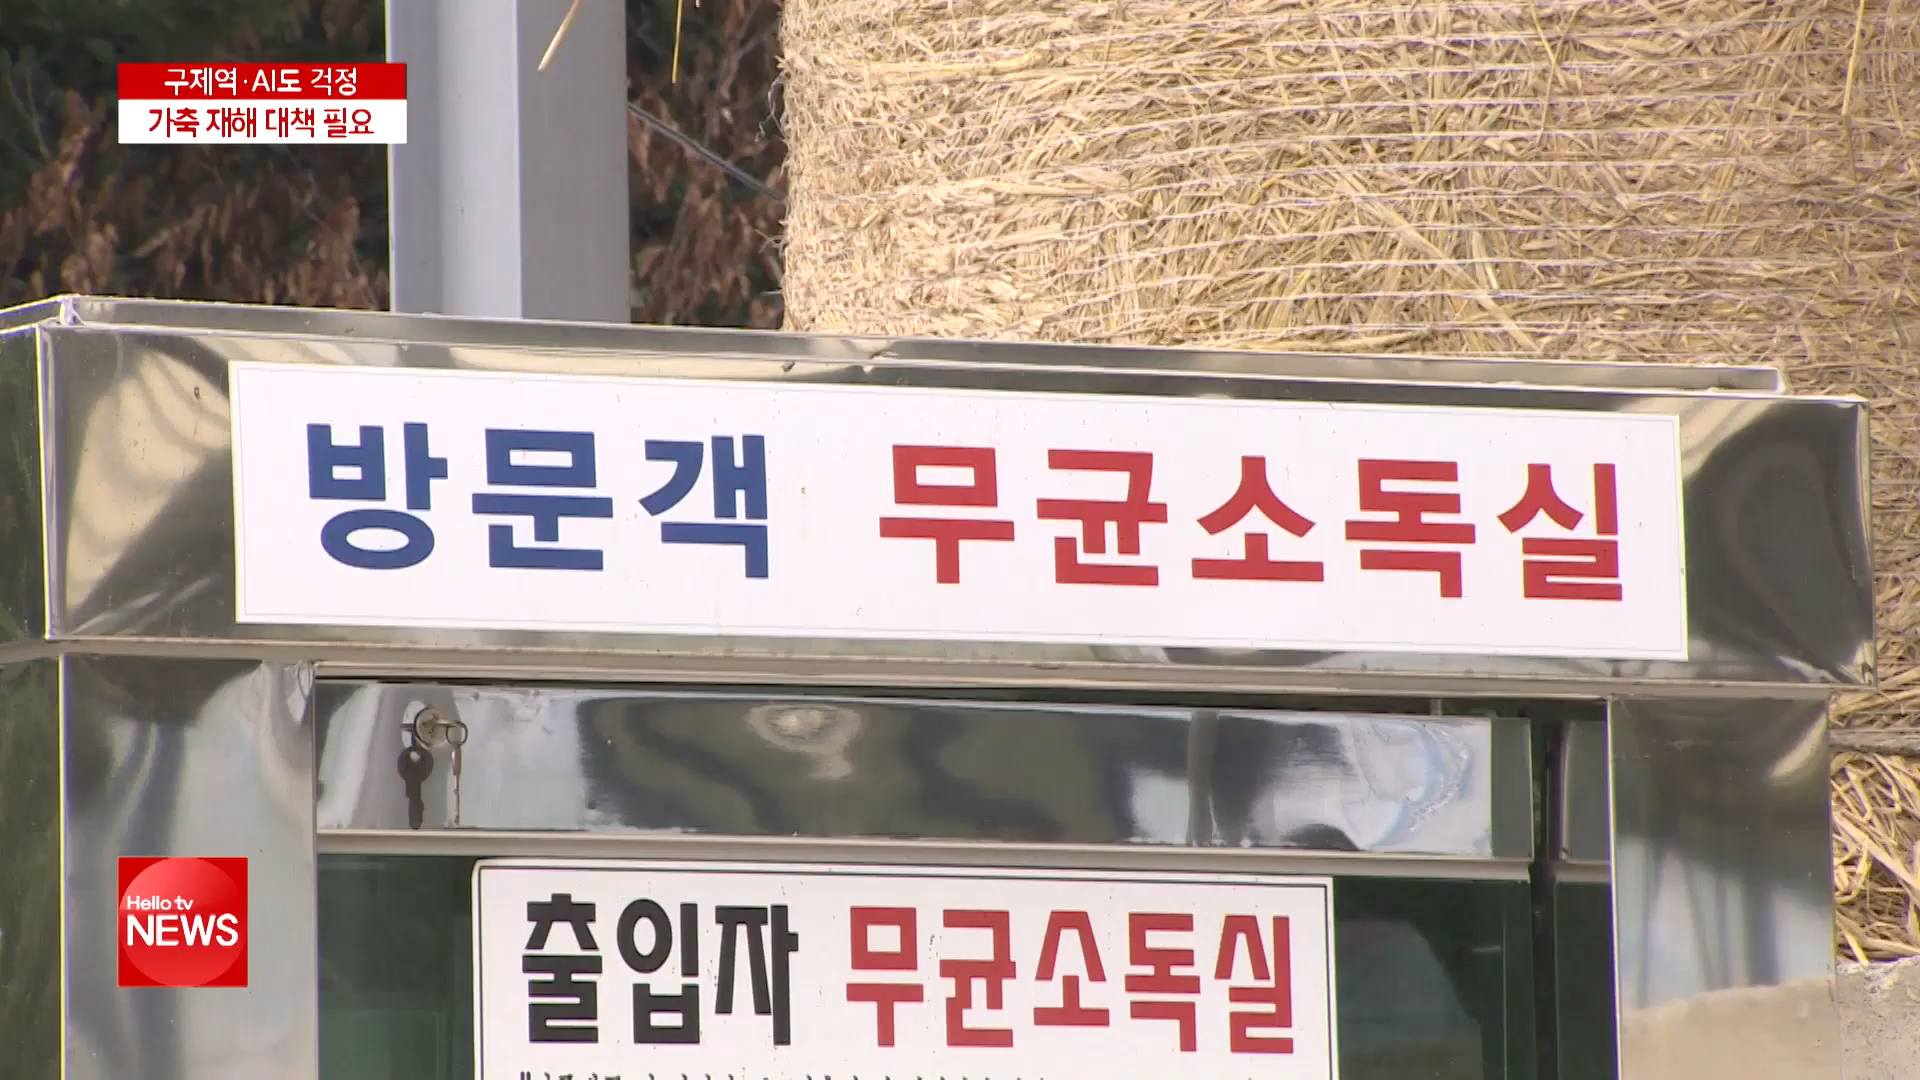 구제역·AI도 걱정
가축 재해 대책 필요
방문객 무균소독실
출입자 무균소독실
Hello tv
NEWS